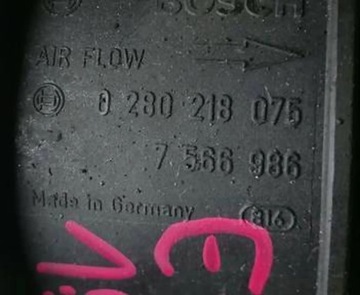 BOSCH
AIR FLOW
0 280 218 075
7 566 986
Made in Germany 816